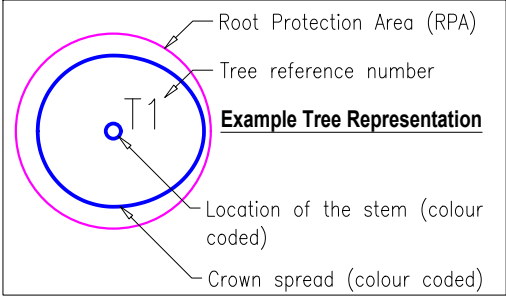 Root Protection Area (RPA)
Tree reference number
T1
Example Tree Representation
Location of the stem (colour
coded)
Crown spread (colour coded)